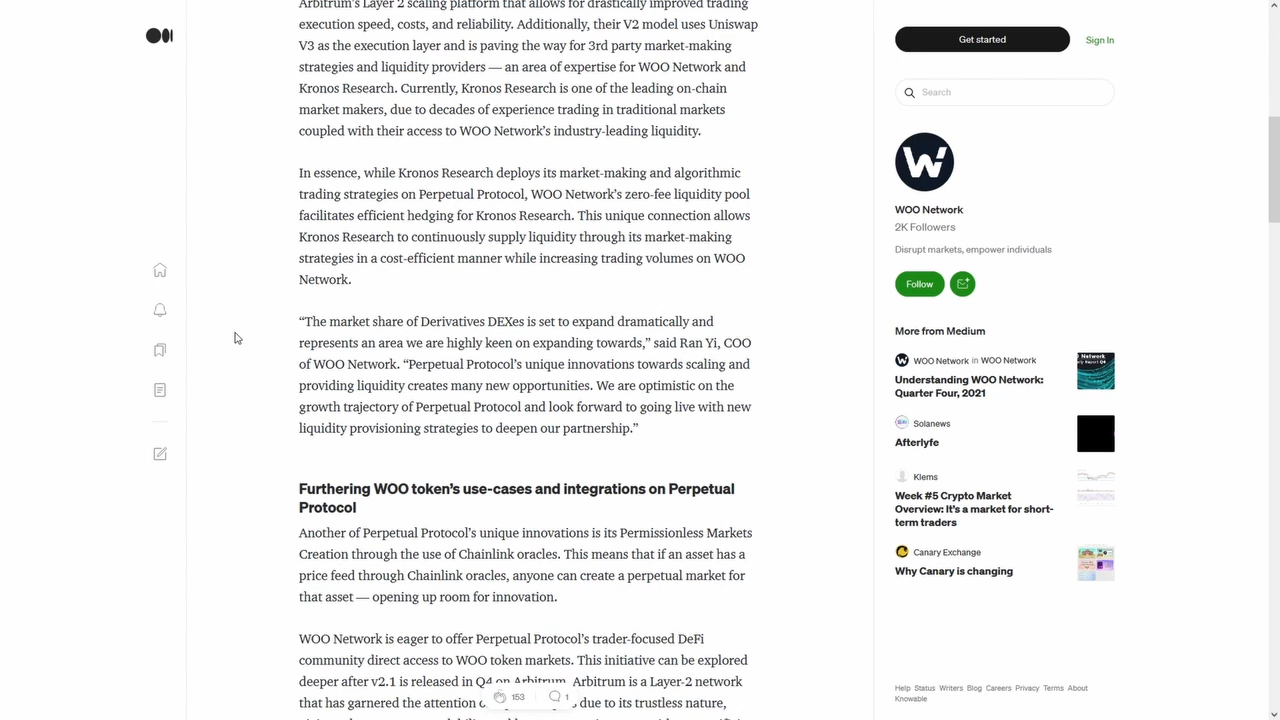 Arbitrum's Layer 2 scaling platform that allows for drastically improved trading
execution speed, costs, and reliability. Additionally, their V2 model uses Uniswap
V3 as the execution layer and is paving the way for 3rd party market-making
strategies and liquidity providers — an area of expertise for WOO Network and
Kronos Research. Currently, Kronos Research is one of the leading on-chain
market makers, due to decades of experience trading in traditional markets
coupled with their access to WOO Network's industry-leading liquidity.
In essence, while Kronos Research deploys its market-making and algorithmic
trading strategies on Perpetual Protocol, WOO Network's zero-fee liquidity pool
facilitates efficient hedging for Kronos Research. This unique connection allows
Kronos Research to continuously supply liquidity through its market-making
strategies in a cost-efficient manner while increasing trading volumes on WOO
Network.
“The market share of Derivatives DEXes is set to expand dramatically and
represents an area we are highly keen on expanding towards,” said Ran Yi, COO
of WOO Network. “Perpetual Protocol's unique innovations towards scaling and
providing liquidity creates many new opportunities. We are optimistic on the
growth trajectory of Perpetual Protocol and look forward to going live with new
liquidity provisioning strategies to deepen our partnership.”
Furthering WOO token's use-cases and integrations on Perpetual
Protocol
Another of Perpetual Protocol's unique innovations is its Permissionless Markets
Creation through the use of Chainlink oracles. This means that if an asset has a
price feed through Chainlink oracles, anyone can create a perpetual market for
that asset — opening up room for innovation.
WOO Network is eager to offer Perpetual Protocol's trader-focused DeFi
community direct access to WOO token markets. This initiative can be explored
deeper after v2.1 is released in Q4 on Arbitrum. Arbitrum is a Layer-2 network
that has garnered the attention due to its trustless nature,
153
1
Get started
Sign In
Search
WOO Network
2K Followers
Disrupt markets, empower individuals
Follow
More from Medium
WOO Network in WOO Network
Understanding WOO Network:
Quarter Four, 2021
Solanews
Afterlyfe
Klems
Week #5 Crypto Market
Overview: It's a market for short-
term traders
Canary Exchange
Why Canary is changing
Help Status Writers Blog Careers Privacy Terms About
Knowable